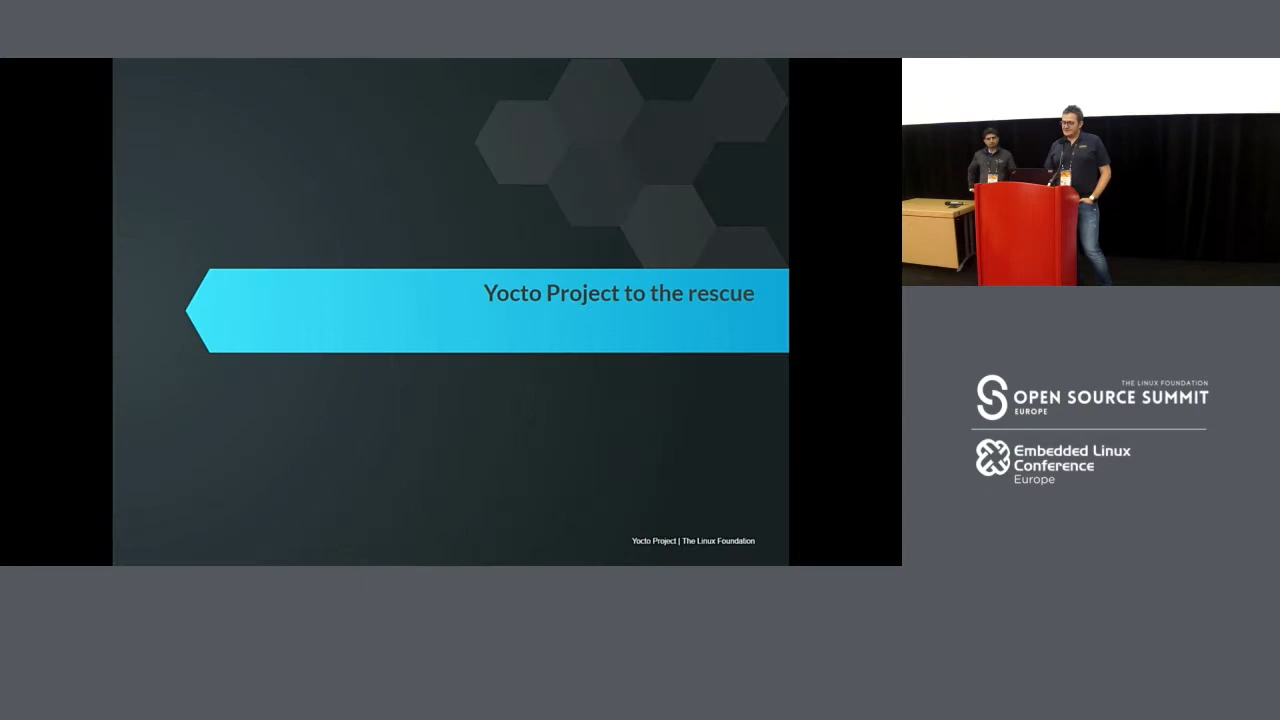 Yocto Project to the rescue
Yocto Project | The Linux Foundation
THE LINUX FOUNDATION
OPEN SOURCE SUMMIT
EUROPE
Embedded Linux
Conference
Europe